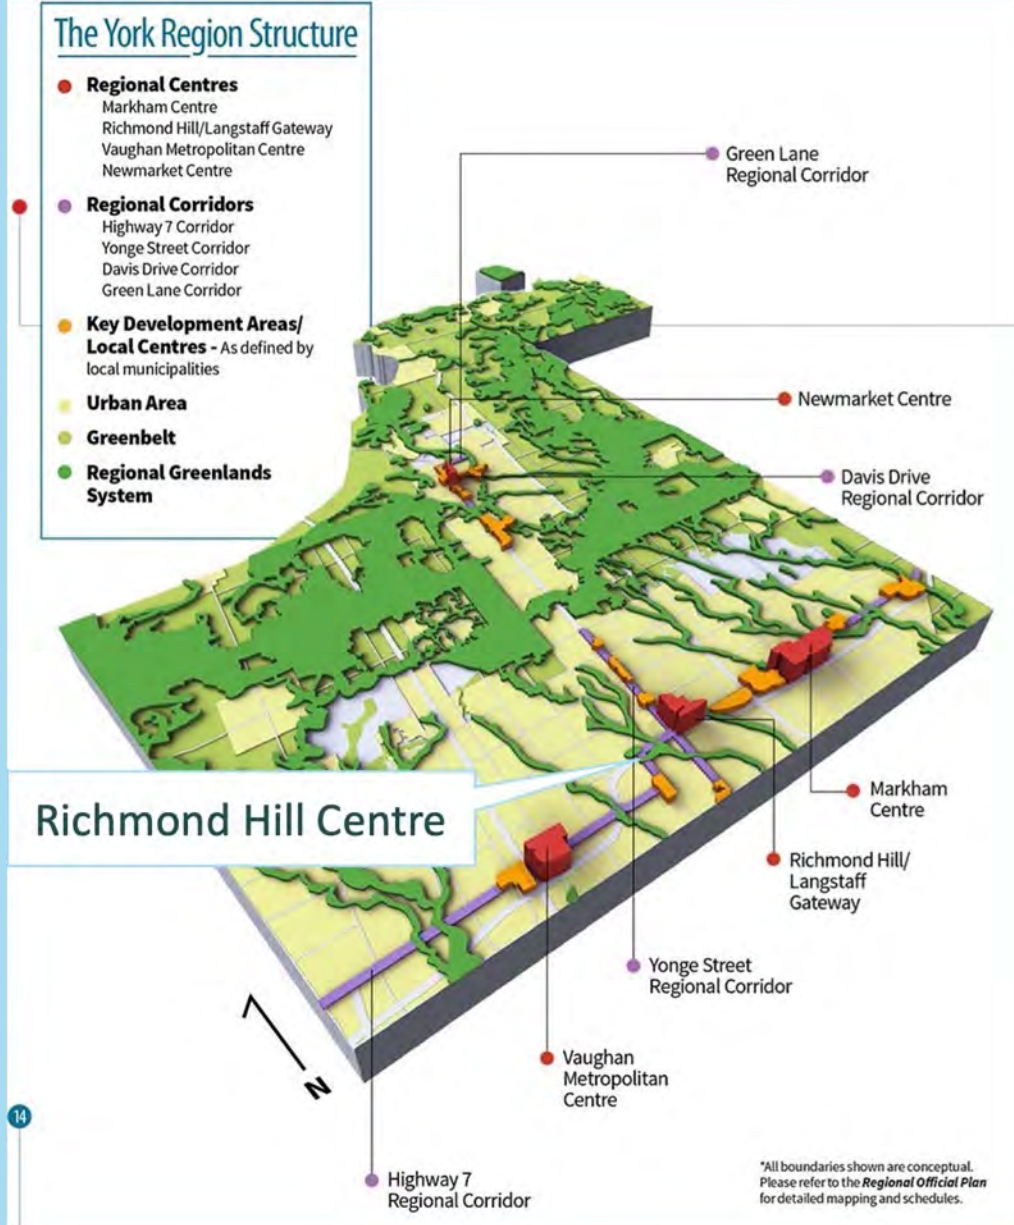 The York Region Structure
Regional Centres
Markham Centre
Richmond Hill/Langstaff Gateway
Vaughan Metropolitan Centre
Newmarket Centre
Regional Corridors
Highway 7 Corridor
Yonge Street Corridor
Davis Drive Corridor
Green Lane Corridor
Key Development Areas/
Local Centres - As defined by
local municipalities
Urban Area
Greenbelt
Regional Greenlands
System
Green Lane
Regional Corridor
Newmarket Centre
Davis Drive
Regional Corridor
Markham
Centre
Richmond Hill/
Langstaff
Gateway
Richmond Hill Centre
Yonge Street
Regional Corridor
Vaughan
Metropolitan
Centre
Highway 7
Regional Corridor
N
14
*All boundaries shown are conceptual.
Please refer to the Regional Official Plan
for detailed mapping and schedules.